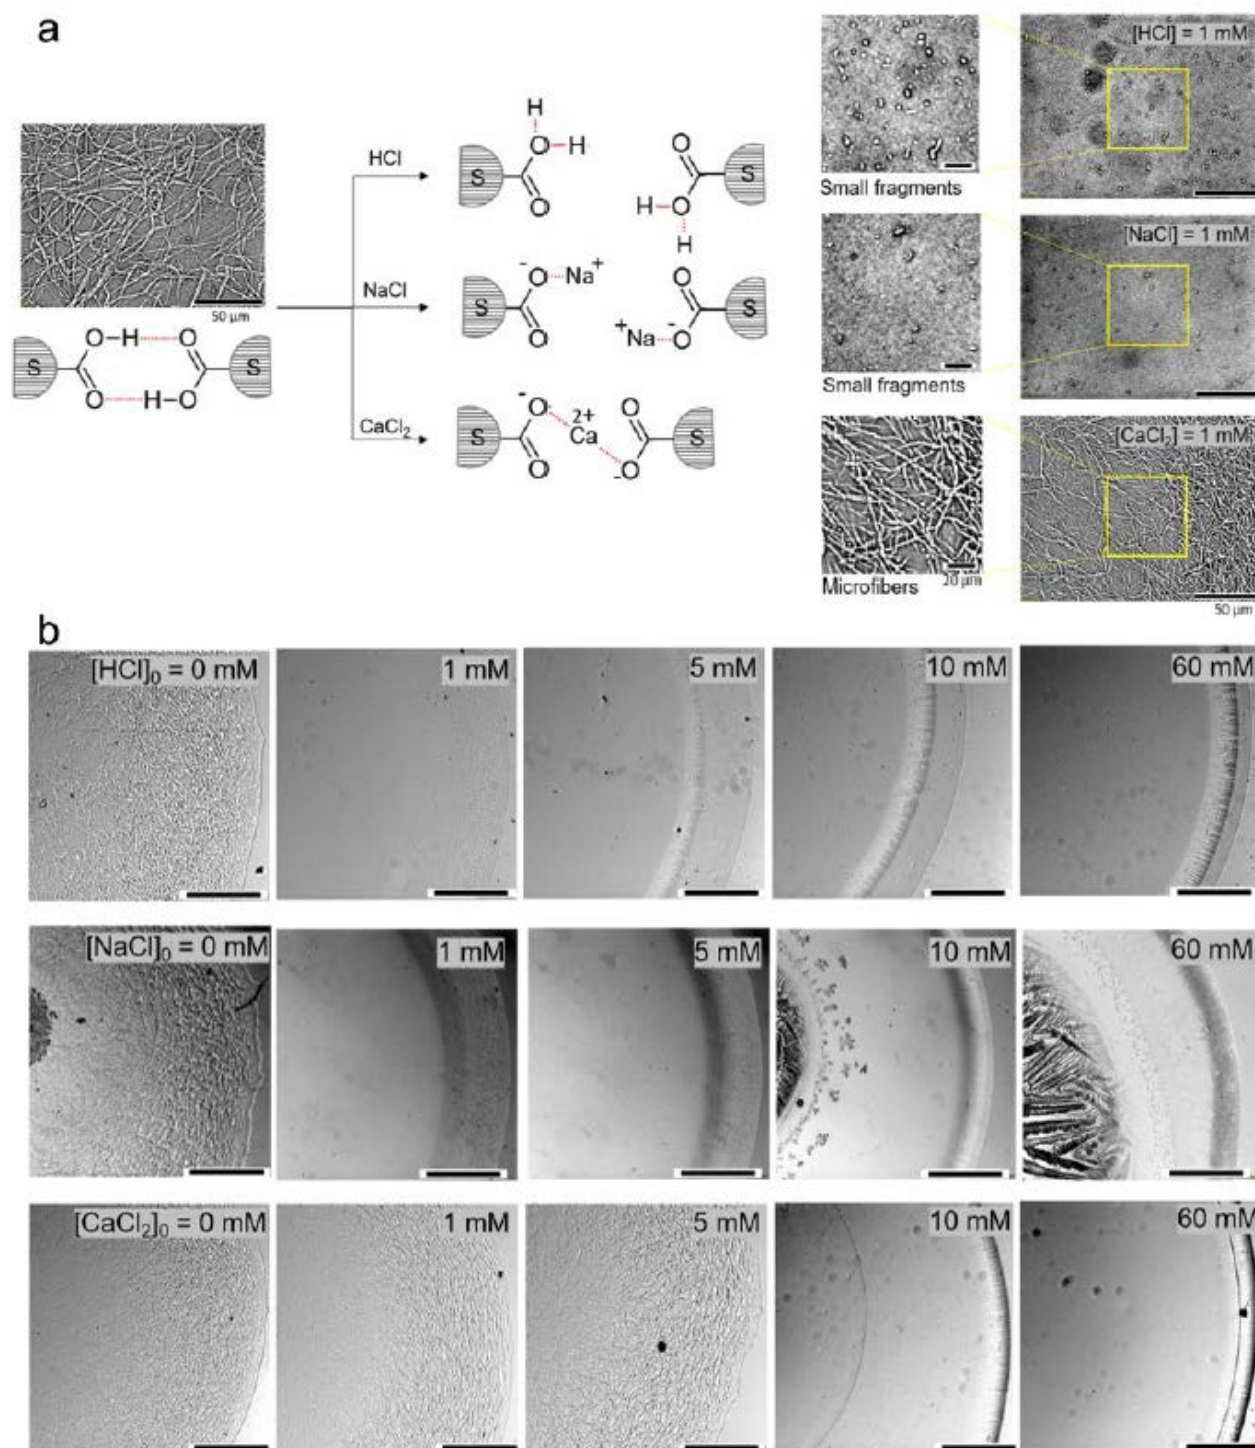 a
[HCl] = 1 mM
Small fragments
HCl
H
O H
O
O
H O
H
S
S
[NaCl] = 1 mM
Small fragments
50 μm
NaCl
- O Na +
O
O
+ Na - O
S
S
O H O
O H O
S
S
CaCl2
- O 2+
Ca
O
O
- O
S
S
[CaCl2] = 1 mM
20 μm
Microfibers
50 μm
b
[HCl]0 = 0 mM
1 mM
5 mM
10 mM
60 mM
[NaCl]0 = 0 mM
1 mM
5 mM
10 mM
60 mM
[CaCl2]0 = 0 mM
1 mM
5 mM
10 mM
60 mM